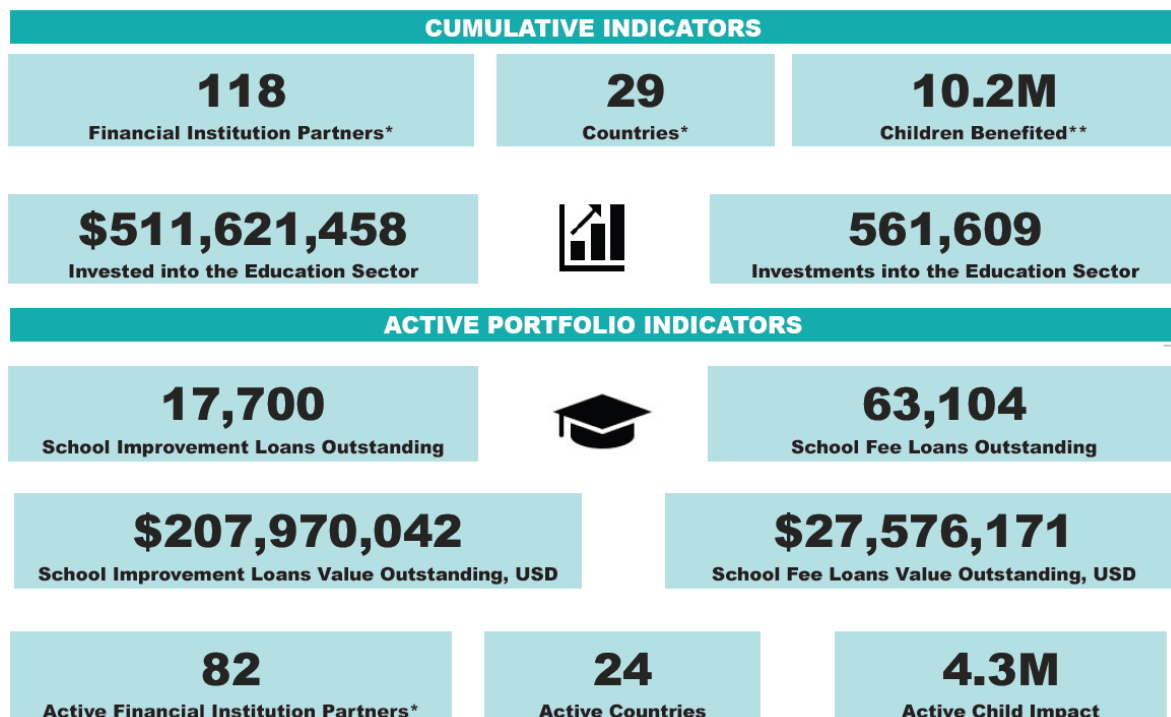 CUMULATIVE INDICATORS
118
Financial Institution Partners*
29
Countries*
10.2M
Children Benefited**
$511,621,458
Invested into the Education Sector
561,609
Investments into the Education Sector
ACTIVE PORTFOLIO INDICATORS
17,700
School Improvement Loans Outstanding
63,104
School Fee Loans Outstanding
$207,970,042
School Improvement Loans Value Outstanding, USD
$27,576,171
School Fee Loans Value Outstanding, USD
82
Active Financial Institution Partners*
24
Active Countries
4.3M
Active Child Impact